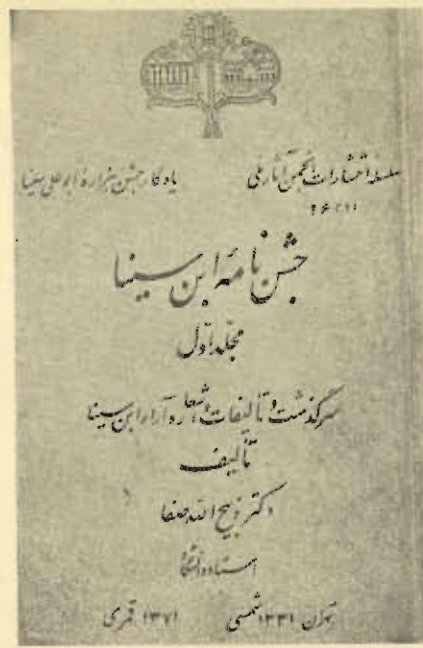 سلسله انتشارات انجمن آثار ملی
یادگار جشن هزارهٔ ابوعلی سینا
جشن نامهٔ ابن سینا
مجلد اول
سرگذشت و تألیفات و اشعار و آراء ابن سینا
تألیف
دکتر ذبیح الله صفا
استاد دانشگاه
تهران ۱۳۳۱ شمسی ۱۳۷۱ قمری